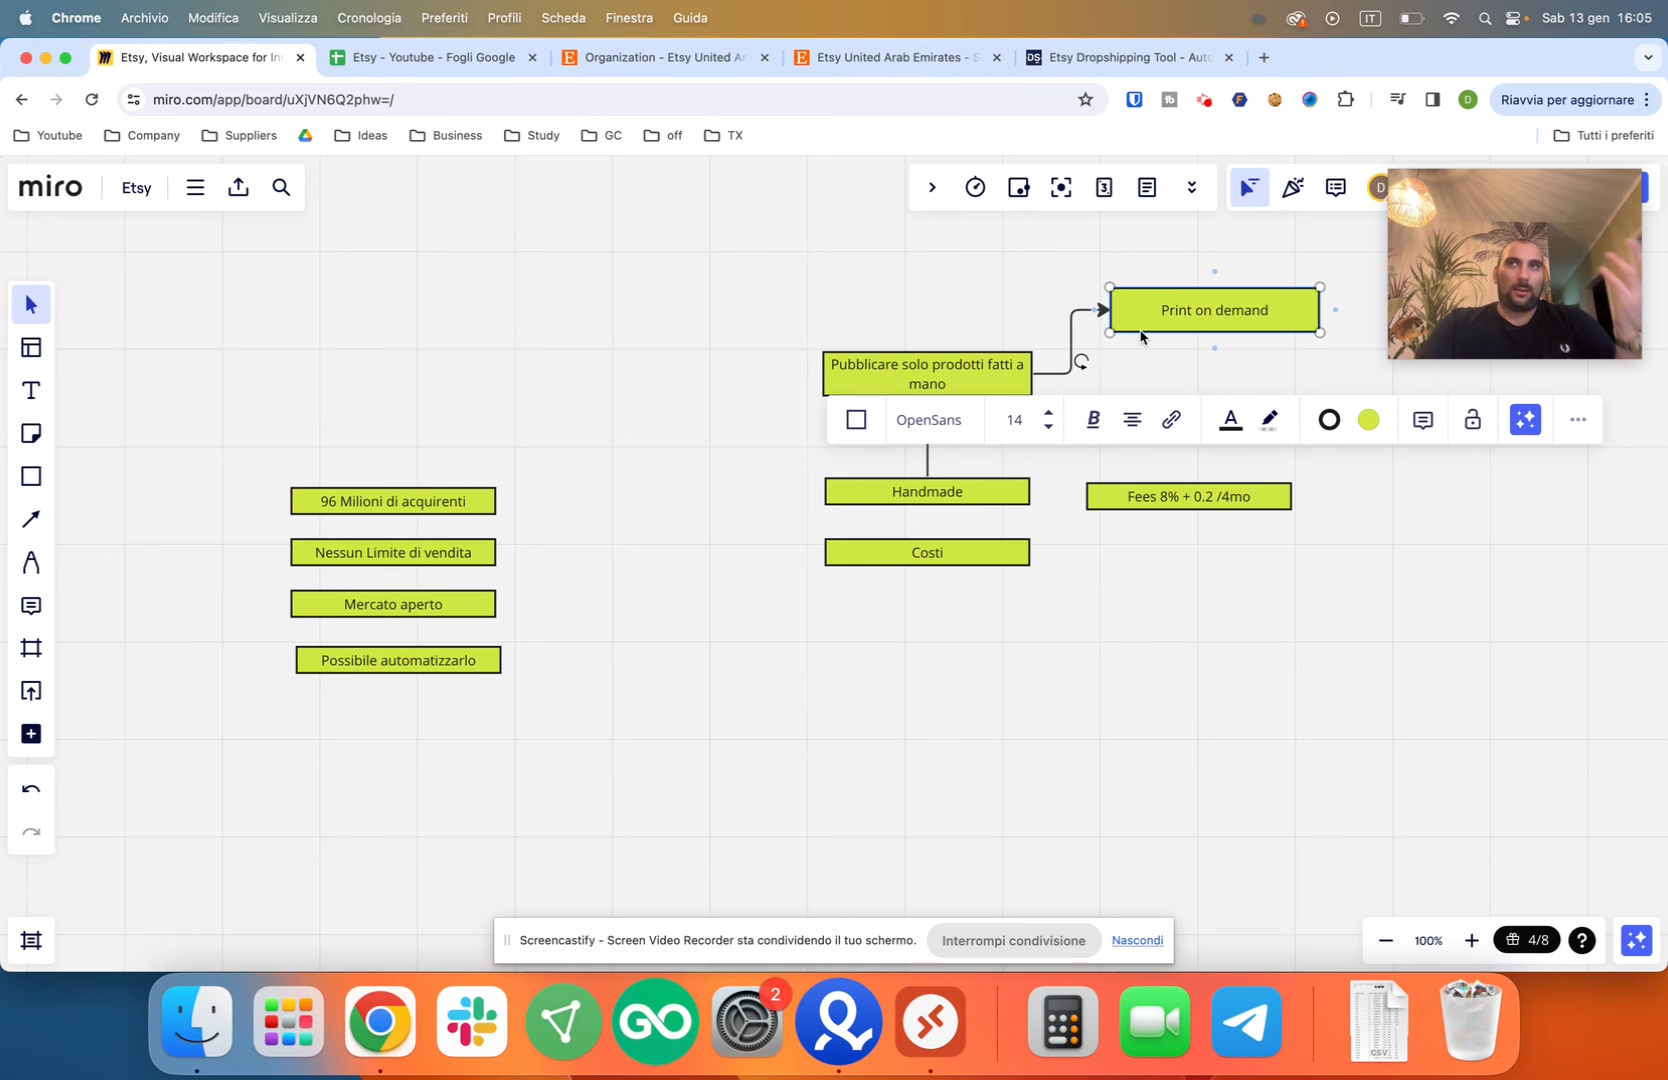 Chrome Archivio Modifica Visualizza Cronologia Preferiti Profili Scheda Finestra Guida IT Sab 13 gen 16:05
Etsy, Visual Workspace for In
Etsy - Youtube - Fogli Google
Organization - Etsy United Ar
Etsy United Arab Emirates - S
Etsy Dropshipping Tool - Auto
miro.com/app/board/uXjVN6Q2phw=/
D
Riavvia per aggiornare
Youtube Company Suppliers Ideas Business Study GC off TX Tutti i preferiti
miro Etsy
3
D
Print on demand
Pubblicare solo prodotti fatti a
mano
OpenSans 14 B A
Handmade
Fees 8% + 0.2 /4mo
Costi
96 Milioni di acquirenti
Nessun Limite di vendita
Mercato aperto
Possibile automatizzarlo
Screencastify - Screen Video Recorder sta condividendo il tuo schermo. Interrompi condivisione Nascondi
100% 4/8 ?
2
CSV